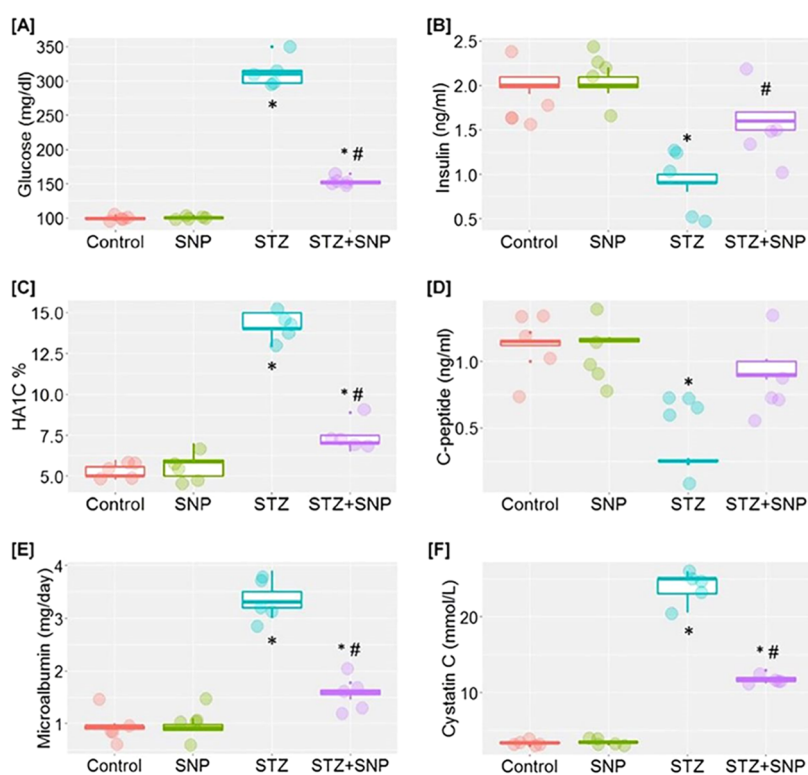 [A]
Glucose (mg/dl)
350
300
250
200
150
100
*
* #
Control SNP STZ STZ+SNP
[B]
Insulin (ng/ml)
2.5
2.0
1.5
1.0
0.5
*
#
Control SNP STZ STZ+SNP
[C]
HA1C %
15.0
12.5
10.0
7.5
5.0
*
* #
Control SNP STZ STZ+SNP
[D]
C-peptide (ng/ml)
1.0
0.5
*
Control SNP STZ STZ+SNP
[E]
Microalbumin (mg/day)
4
3
2
1
*
* #
Control SNP STZ STZ+SNP
[F]
Cystatin C (mmol/L)
20
10
*
* #
Control SNP STZ STZ+SNP